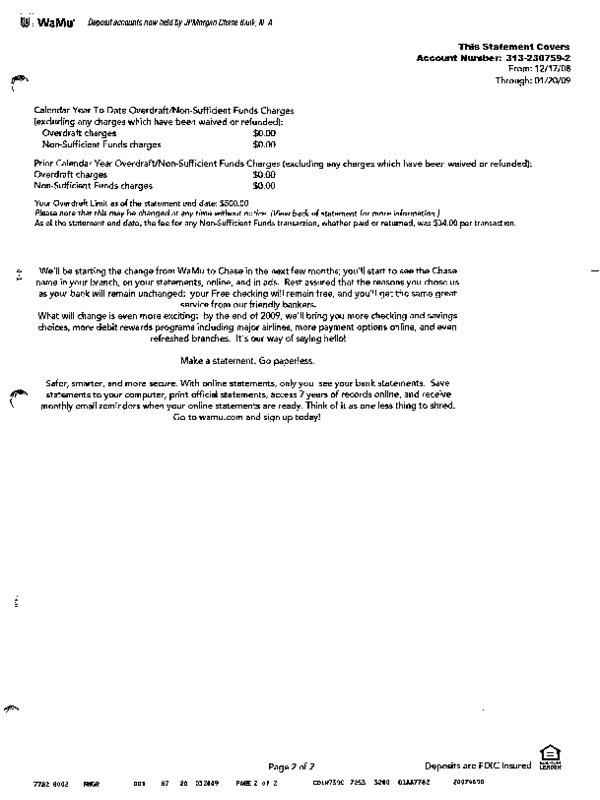 WaMu Deposit accounts now held by JPMorgan Chase Bank, N. A
This Statement Covers
Account Number: 313-230759-2
From: 12/17/08
Through: 01/20/09
Calendar Year To Date Overdraft/Non-Sufficient Funds Charges
(excluding any charges which have been waived or refunded):
Overdraft charges $0.00
Non-Sufficient Funds charges $0.00
Prior Calendar Year Overdraft/Non-Sufficient Funds Charges (excluding any charges which have been waived or refunded):
Overdraft charges $0.00
Non-Sufficient Funds charges $0.00
Your Overdraft Limit as of the statement end date: $500.00
Please note that this may be changed at any time without notice. (View back of statement for more information.)
As of the statement end date, the fee for any Non-Sufficient Funds transaction, whether paid or returned, was $34.00 per transaction.
We'll be starting the change from WaMu to Chase in the next few months; you'll start to see the Chase
name in your branch, on your statements, online, and in ads. Rest assured that the reasons you chose us
as your bank will remain unchanged: your Free checking will remain free, and you'll get the same great
service from our friendly bankers.
What will change is even more exciting: by the end of 2009, we'll bring you more checking and savings
choices, more debit rewards programs including major airlines, more payment options online, and even
refreshed branches. It's our way of saying hello!
Make a statement. Go paperless.
Safer, smarter, and more secure. With online statements, only you see your bank statements. Save
statements to your computer, print official statements, access 7 years of records online, and receive
monthly email reminders when your online statements are ready. Think of it as one less thing to shred.
Go to wamu.com and sign up today!
Page 2 of 2 Deposits are FDIC Insured
LENDER
7782 0002 001 07 20 PAGE 2 of 2 7253 3200 01AA7782